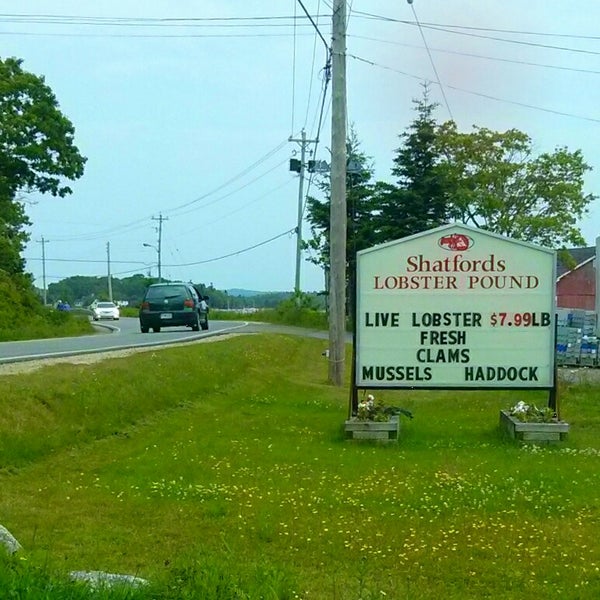 Shatfords
LOBSTER POUND
LIVE LOBSTER $7.99LB
FRESH
CLAMS
MUSSELS HADDOCK